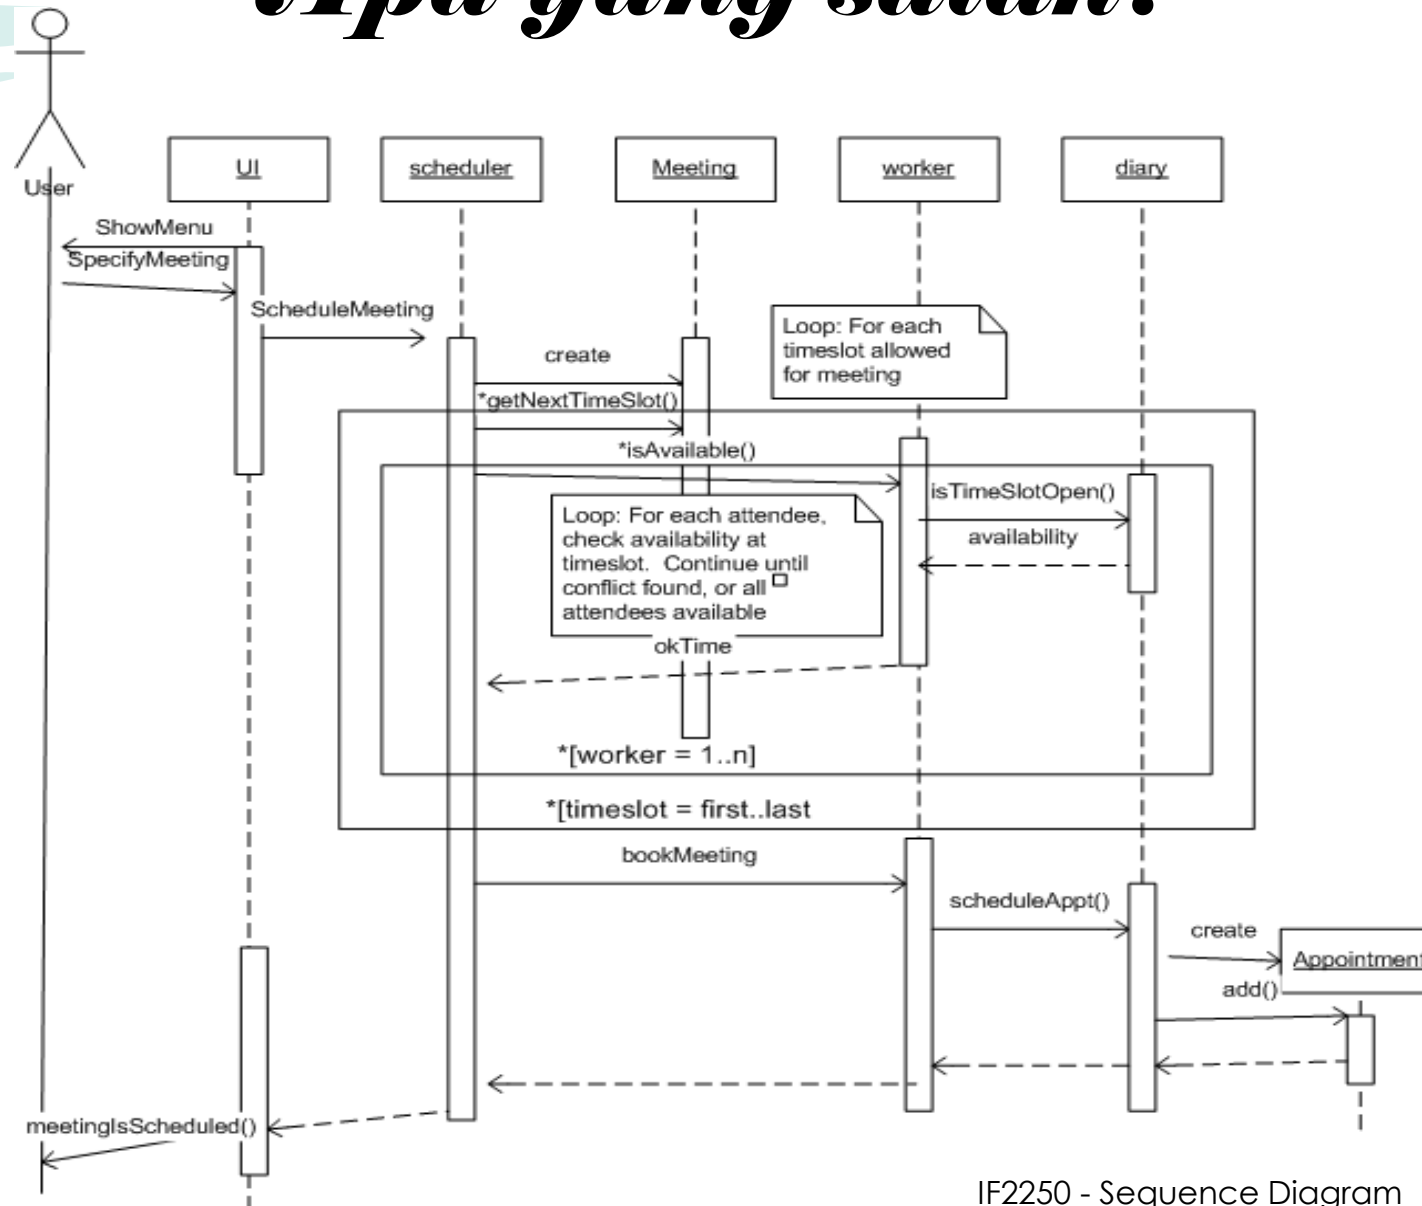 Apa yang salah?
User
UI
scheduler
Meeting
worker
diary
ShowMenu
SpecifyMeeting
ScheduleMeeting
Loop: For each
timeslot allowed
for meeting
create
*getNextTimeSlot()
*isAvailable()
isTimeSlotOpen()
availability
Loop: For each attendee,
check availability at
timeslot. Continue until
conflict found, or all
attendees available
okTime
*[worker = 1..n]
*[timeslot = first..last
bookMeeting
scheduleAppt()
create
Appointment
add()
meetingIsScheduled()
IF2250 - Sequence Diagram